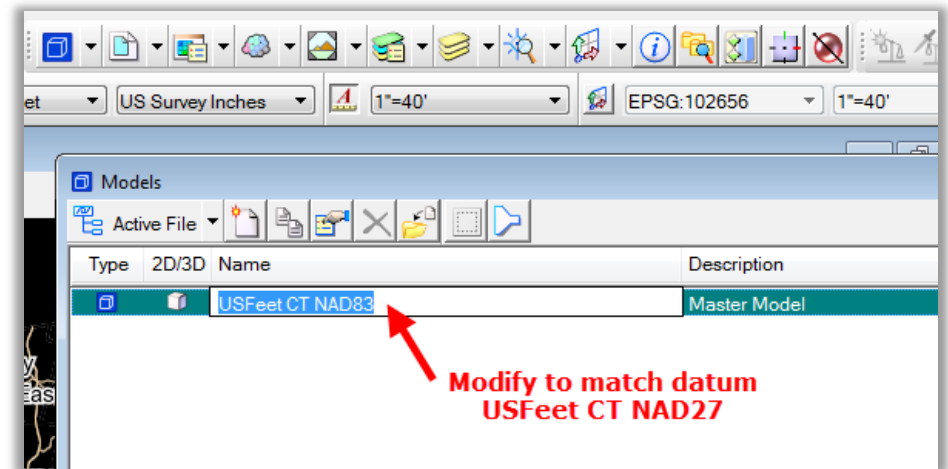 et US Survey Inches 1"=40' EPSG:102656 1"=40'
Models
Active File
Type 2D/3D Name Description
USFeet CT NAD83 Master Model
Modify to match datum
USFeet CT NAD27